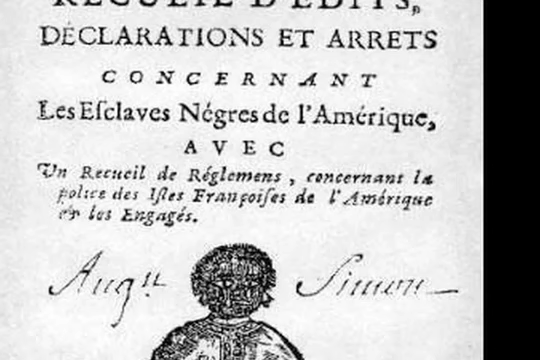 RECUEIL D'EDITS,
DÉCLARATIONS ET ARRETS
CONCERNANT
Les Eſclaves Négres de l'Amérique,
AVEC
Un Recueil de Réglemens, concernant la
police des Iſles Françoiſes de l'Amérique
& les Engagés.
Augn Simon